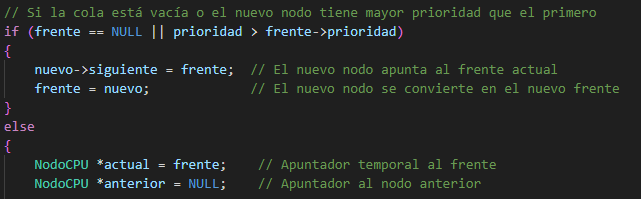 // Si la cola está vacía o el nuevo nodo tiene mayor prioridad que el primero
if (frente == NULL || prioridad > frente->prioridad)
{
    nuevo->siguiente = frente;  // El nuevo nodo apunta al frente actual
    frente = nuevo;             // El nuevo nodo se convierte en el nuevo frente
}
else
{
    NodoCPU *actual = frente;    // Apuntador temporal al frente
    NodoCPU *anterior = NULL;    // Apuntador al nodo anterior